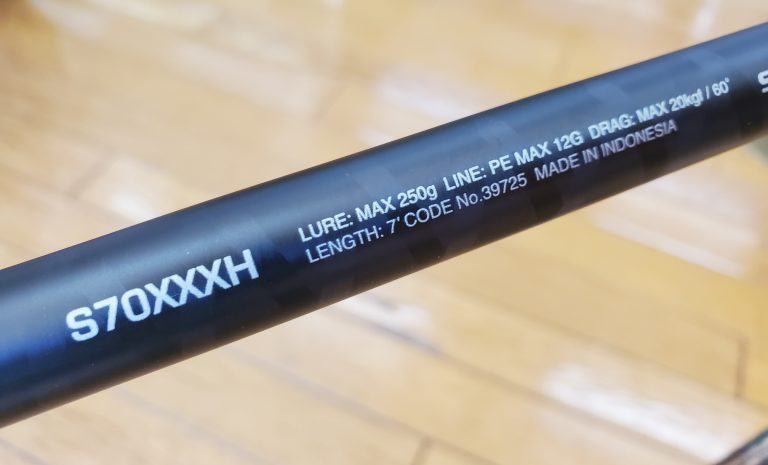 S70XXXH
LURE: MAX 250g LINE: PE MAX 12G DRAG: MAX 20kgf / 60°
LENGTH: 7' CODE No.39725 MADE IN INDONESIA